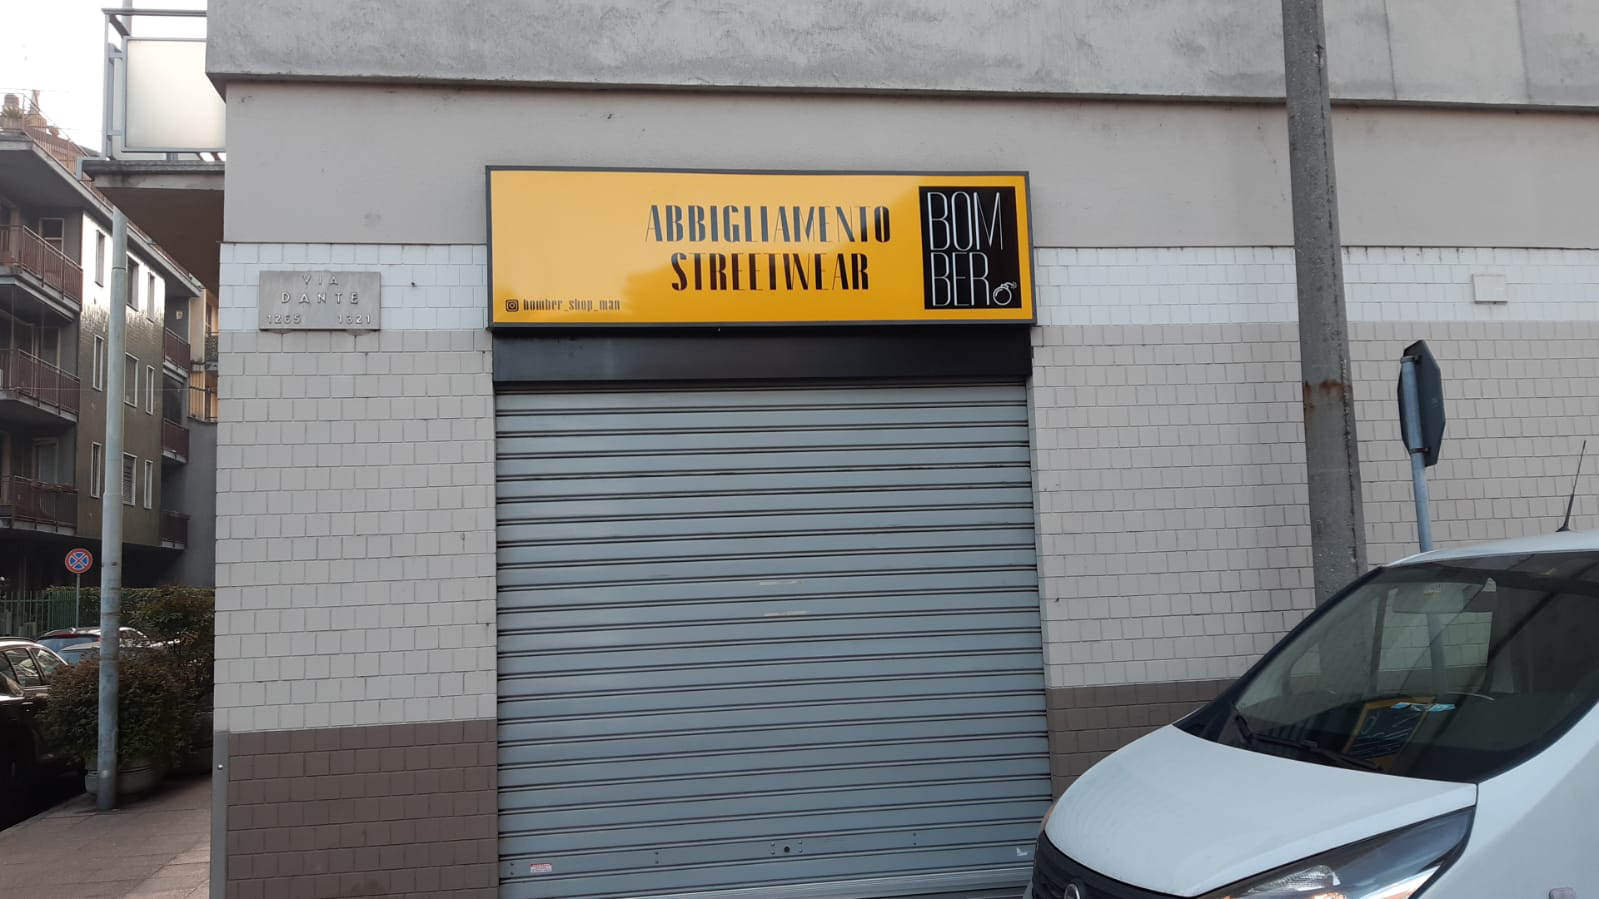 VIA
DANTE
1265 1321
ABBIGLIAMENTO
STREETWEAR
bomber_shop_man
BOM
BER